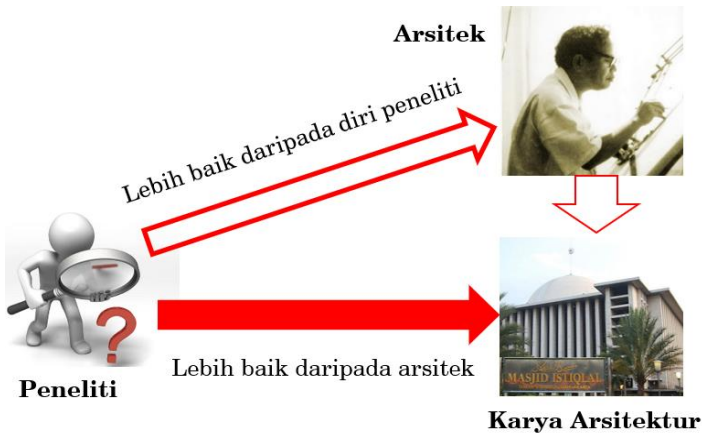 Arsitek
Lebih baik daripada diri peneliti
Lebih baik daripada arsitek
MASJID ISTIQLAL
Peneliti
Karya Arsitektur